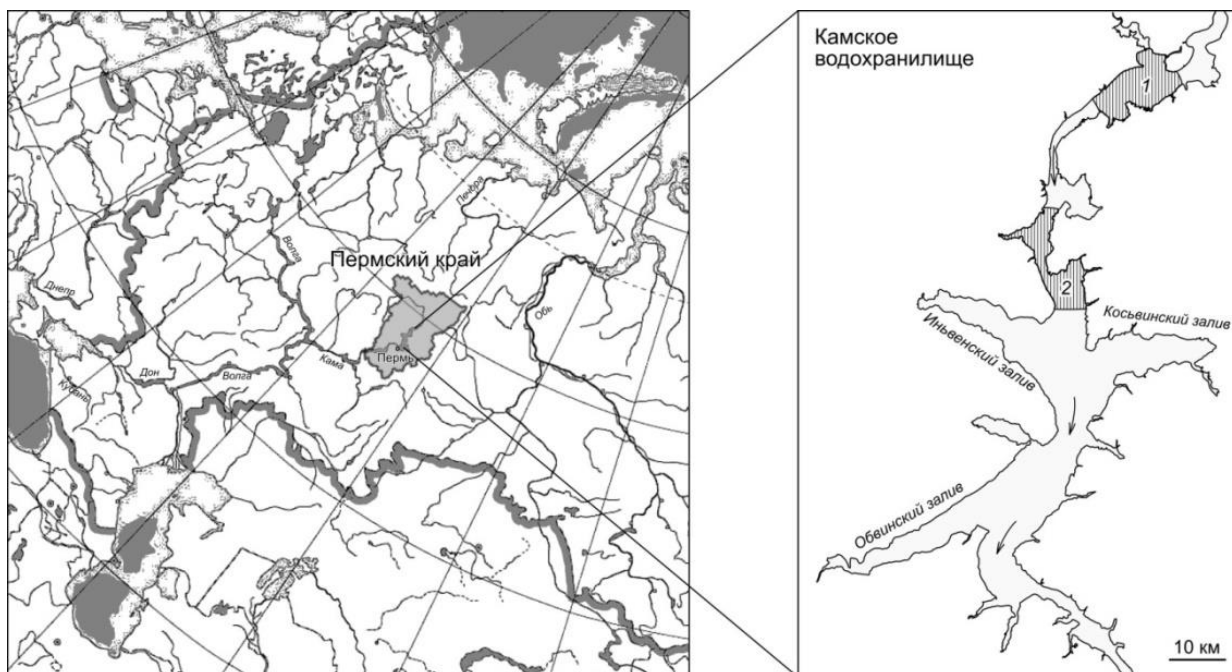 Печора
Волга
Пермский край
Днепр
Обь
Пермь
Кама
Дон
Волга
Кубань
Камское
водохранилище
1
2
Косьвинский залив
Иньвенский залив
Обвинский залив
10 км